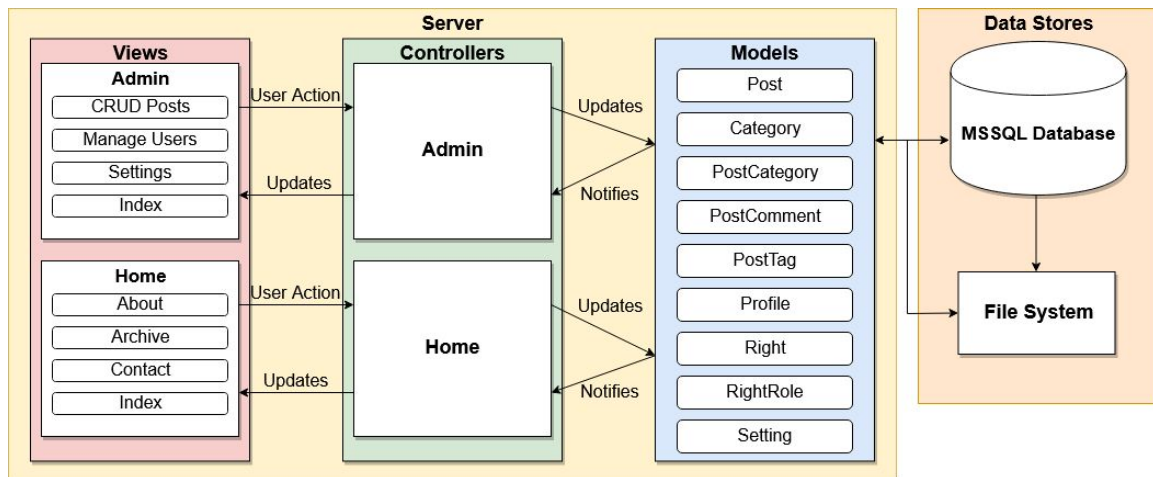 Server
Views
Admin
CRUD Posts
Manage Users
Settings
Index
Home
About
Archive
Contact
Index
User Action
Updates
User Action
Updates
Controllers
Admin
Home
Updates
Notifies
Updates
Notifies
Models
Post
Category
PostCategory
PostComment
PostTag
Profile
Right
RightRole
Setting
Data Stores
MSSQL Database
File System